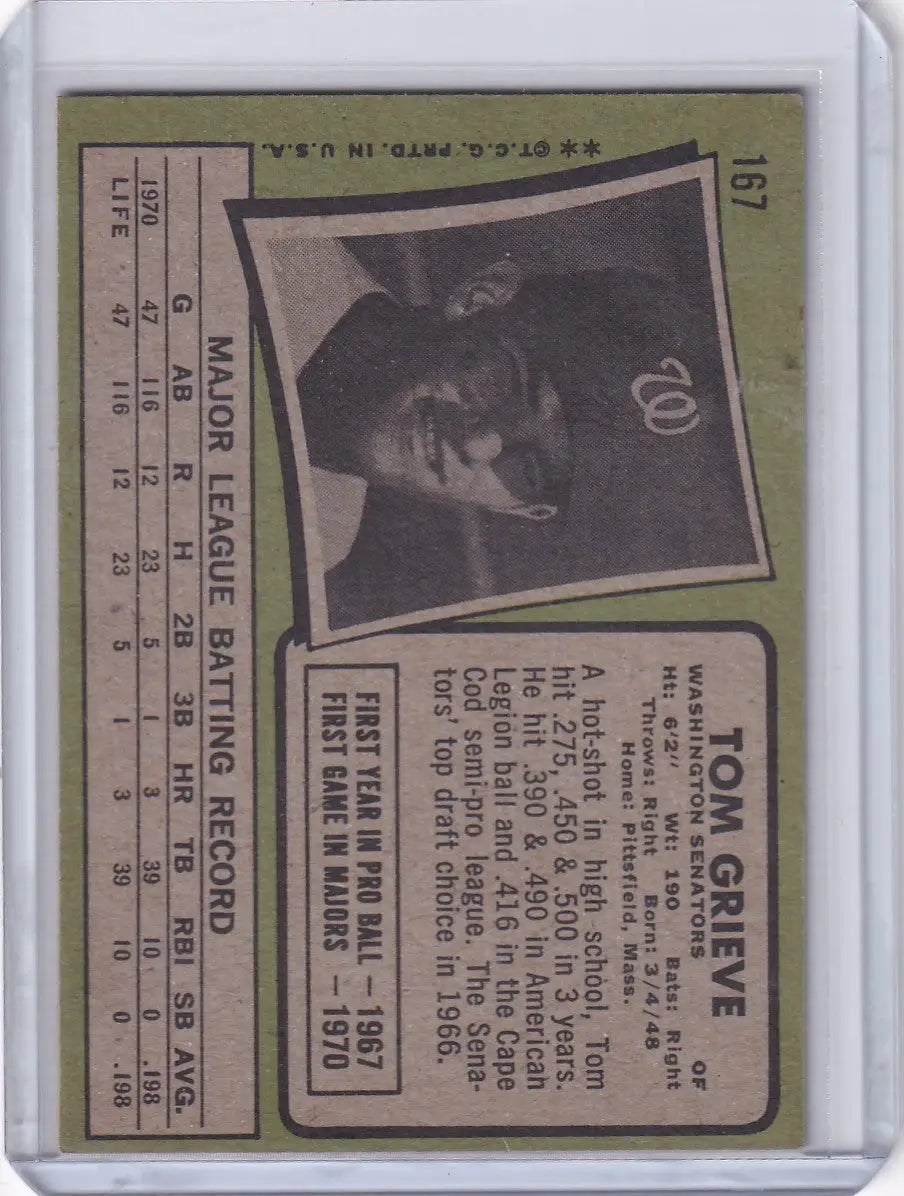 167
** ©T.C.G. PRTD. IN U.S.A.
W
TOM GRIEVE
OF
WASHINGTON SENATORS
Ht: 6'2" Wt: 190 Bats: Right
Throws: Right Born: 3/4/48
Home: Pittsfield, Mass.
A hot-shot in high school, Tom
hit .275, .450 & .500 in 3 years.
He hit .390 & .490 in American
Legion ball and .416 in the Cape
Cod semi-pro league. The Sena-
tors' top draft choice in 1966.
FIRST YEAR IN PRO BALL — 1967
FIRST GAME IN MAJORS — 1970
MAJOR LEAGUE BATTING RECORD
G AB R H 2B 3B HR TB RBI SB AVG.
1970 47 116 12 23 5 1 3 39 10 0 .198
LIFE 47 116 12 23 5 1 3 39 10 0 .198